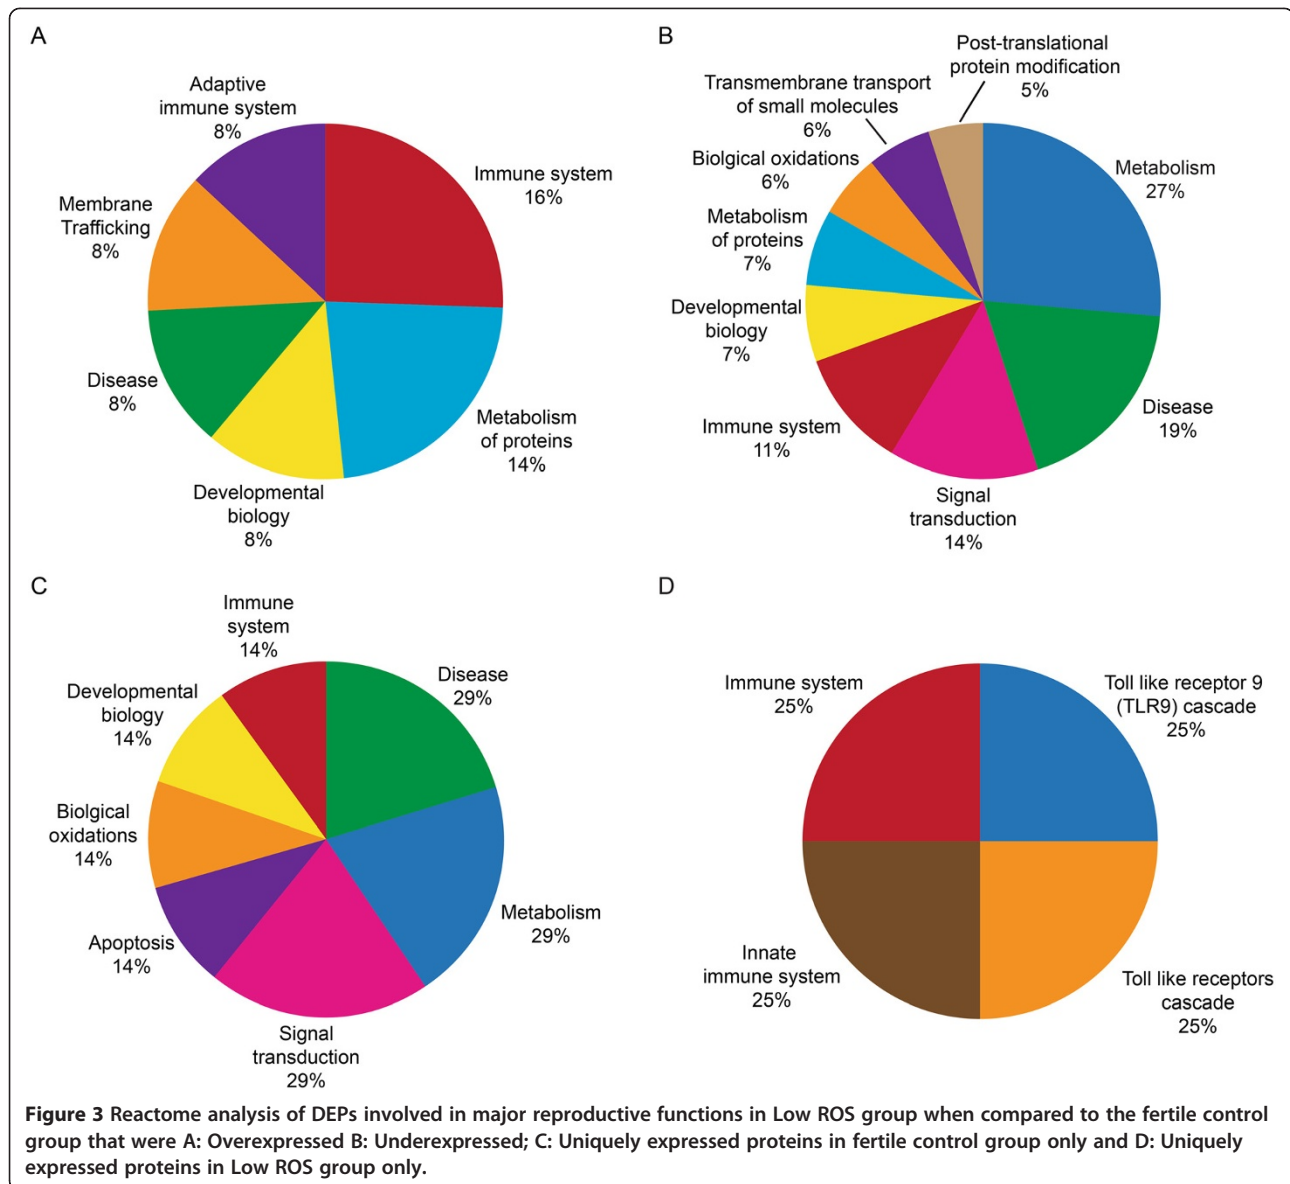 A
Adaptive
immune system
8%
Immune system
16%
Membrane
Trafficking
8%
Disease
8%
Metabolism
of proteins
14%
Developmental
biology
8%
B
Post-translational
protein modification
5%
Transmembrane transport
of small molecules
6%
Biolgical oxidations
6%
Metabolism
27%
Metabolism
of proteins
7%
Developmental
biology
7%
Disease
19%
Immune system
11%
Signal
transduction
14%
C
Immune
system
14%
Disease
29%
Developmental
biology
14%
Biolgical
oxidations
14%
Metabolism
29%
Apoptosis
14%
Signal
transduction
29%
D
Immune system
25%
Toll like receptor 9
(TLR9) cascade
25%
Innate
immune system
25%
Toll like receptors
cascade
25%
Figure 3 Reactome analysis of DEPs involved in major reproductive functions in Low ROS group when compared to the fertile control
group that were A: Overexpressed B: Underexpressed; C: Uniquely expressed proteins in fertile control group only and D: Uniquely
expressed proteins in Low ROS group only.